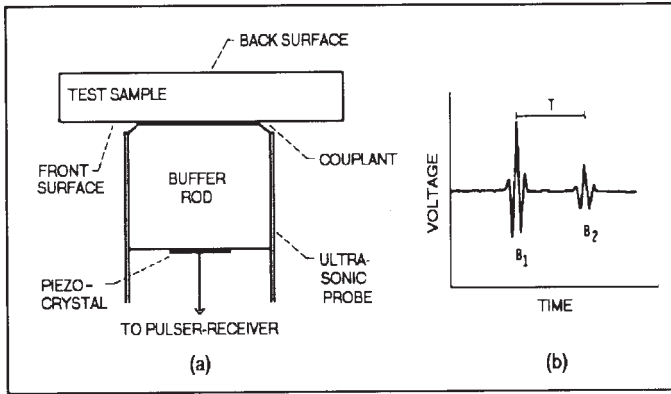 BACK SURFACE
TEST SAMPLE
FRONT
SURFACE
COUPLANT
BUFFER
ROD
PIEZO-
CRYSTAL
ULTRA-
SONIC
PROBE
TO PULSER-RECEIVER
(a)
T
VOLTAGE
B1
B2
TIME
(b)